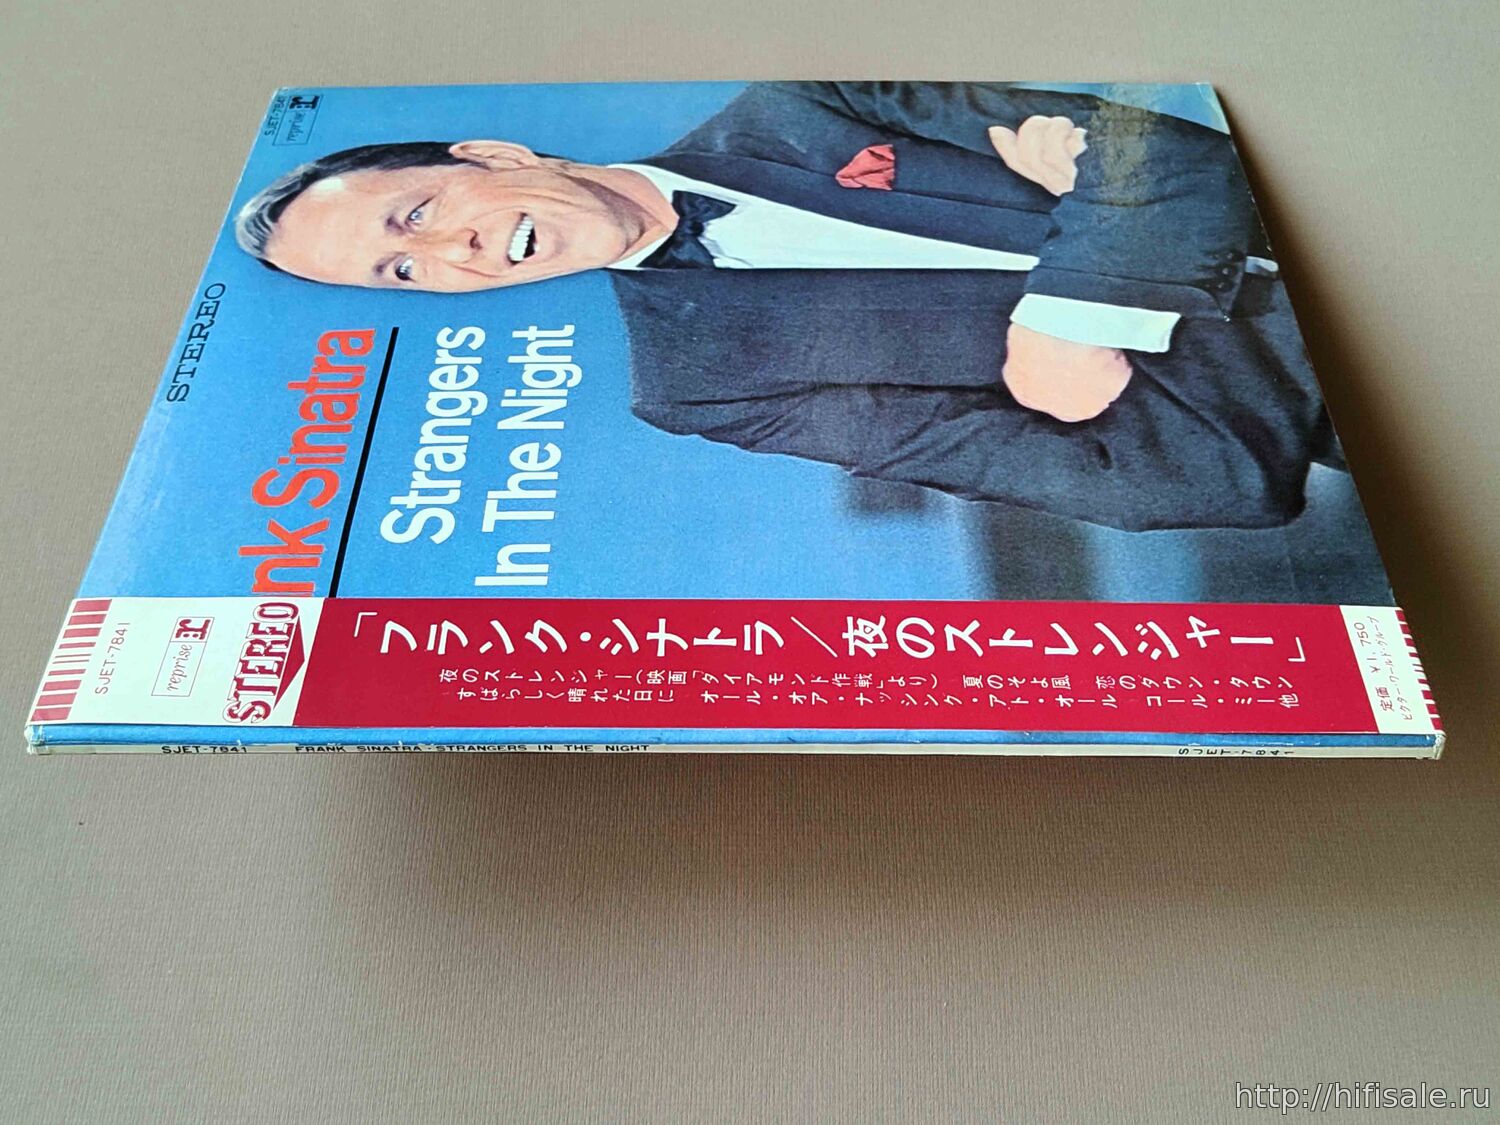 SJET-7841
reprise
STEREO
nk Sinatra
Strangers
In The Night
SJET-7841
reprise
STEREO
「フランク・シナトラ／夜のストレンジャー」
夜のストレンジャー(映画「ダイアモンド作戦」より) 夏のそよ風 恋のタウン・タウン
すばらしく晴れた日に オール・オア・ナッシング・アト・オール コール・ミー他
定価 ¥1,750
ビクター・ワールド・グループ
SJET-7841 FRANK SINATRA-STRANGERS IN THE NIGHT SJET-7841
http://hifisale.ru